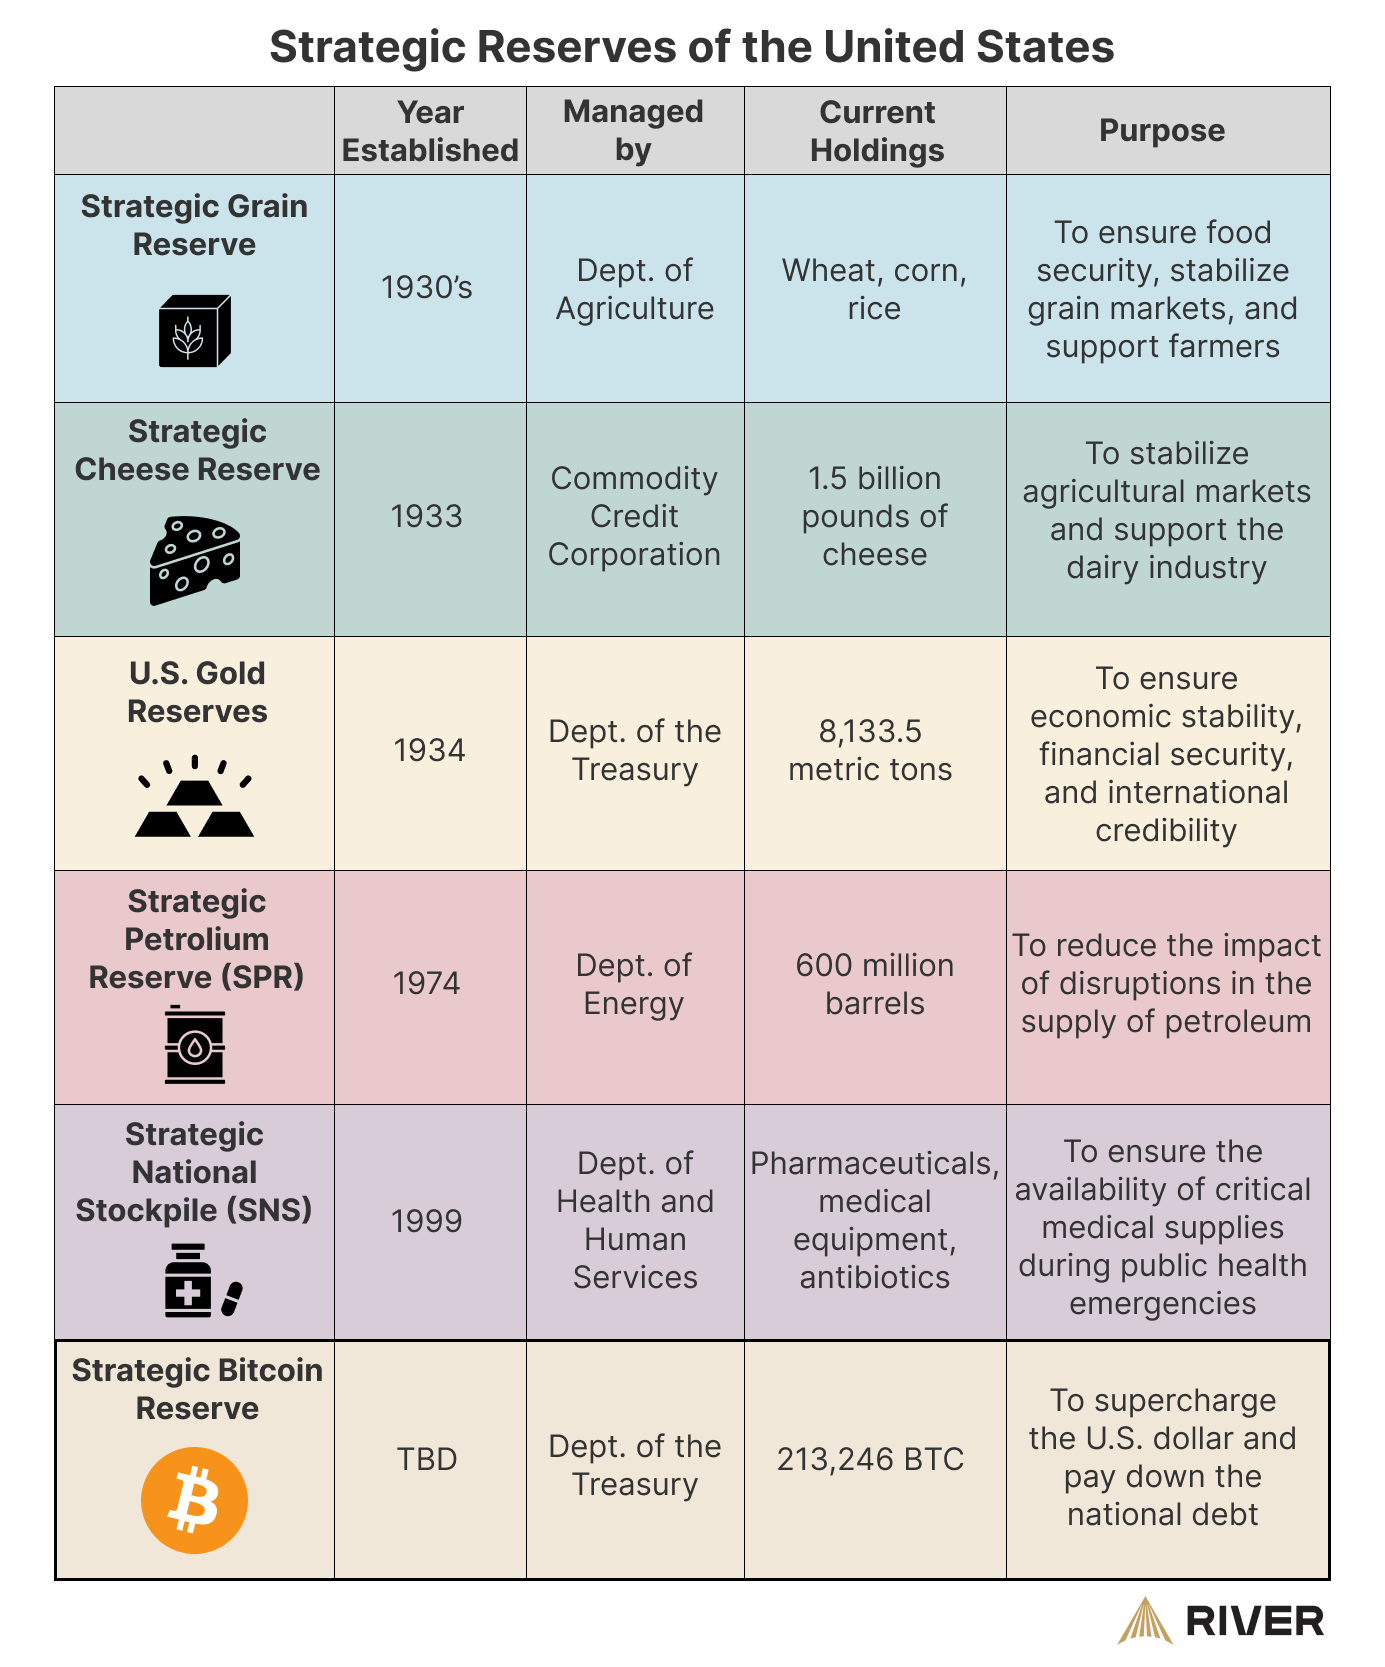 Strategic Reserves of the United States
Year
Established
Managed
by
Current
Holdings
Purpose
Strategic Grain
Reserve
1930’s
Dept. of
Agriculture
Wheat, corn,
rice
To ensure food
security, stabilize
grain markets, and
support farmers
Strategic
Cheese Reserve
1933
Commodity
Credit
Corporation
1.5 billion
pounds of
cheese
To stabilize
agricultural markets
and support the
dairy industry
U.S. Gold
Reserves
1934
Dept. of the
Treasury
8,133.5
metric tons
To ensure
economic stability,
financial security,
and international
credibility
Strategic
Petrolium
Reserve (SPR)
1974
Dept. of
Energy
600 million
barrels
To reduce the impact
of disruptions in the
supply of petroleum
Strategic
National
Stockpile (SNS)
1999
Dept. of
Health and
Human
Services
Pharmaceuticals,
medical
equipment,
antibiotics
To ensure the
availability of critical
medical supplies
during public health
emergencies
Strategic Bitcoin
Reserve
TBD
Dept. of the
Treasury
213,246 BTC
To supercharge
the U.S. dollar and
pay down the
national debt
RIVER